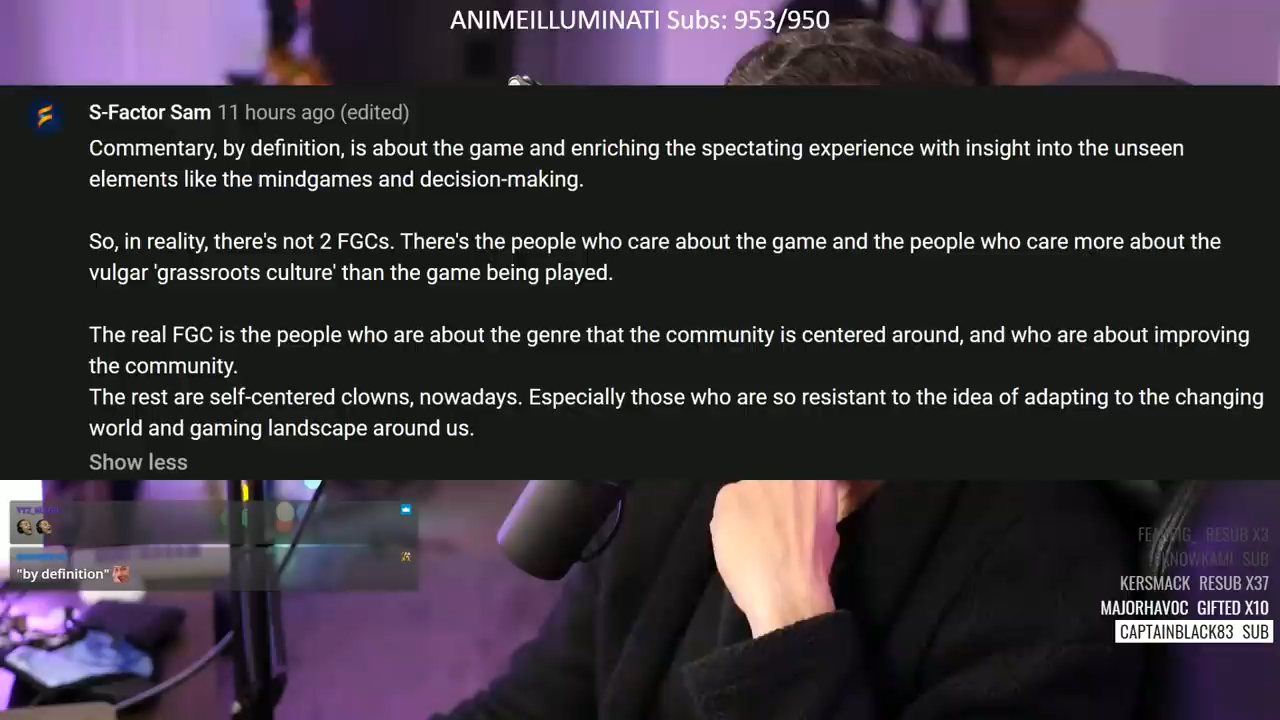 ANIMEILLUMINATI Subs: 953/950
S-Factor Sam 11 hours ago (edited)
Commentary, by definition, is about the game and enriching the spectating experience with insight into the unseen
elements like the mindgames and decision-making.
So, in reality, there's not 2 FGCs. There's the people who care about the game and the people who care more about the
vulgar 'grassroots culture' than the game being played.
The real FGC is the people who are about the genre that the community is centered around, and who are about improving
the community.
The rest are self-centered clowns, nowadays. Especially those who are so resistant to the idea of adapting to the changing
world and gaming landscape around us.
Show less
"by definition"
RESUB X3
SUB
KERSMACK RESUB X37
MAJORHAVOC GIFTED X10
CAPTAINBLACK83 SUB